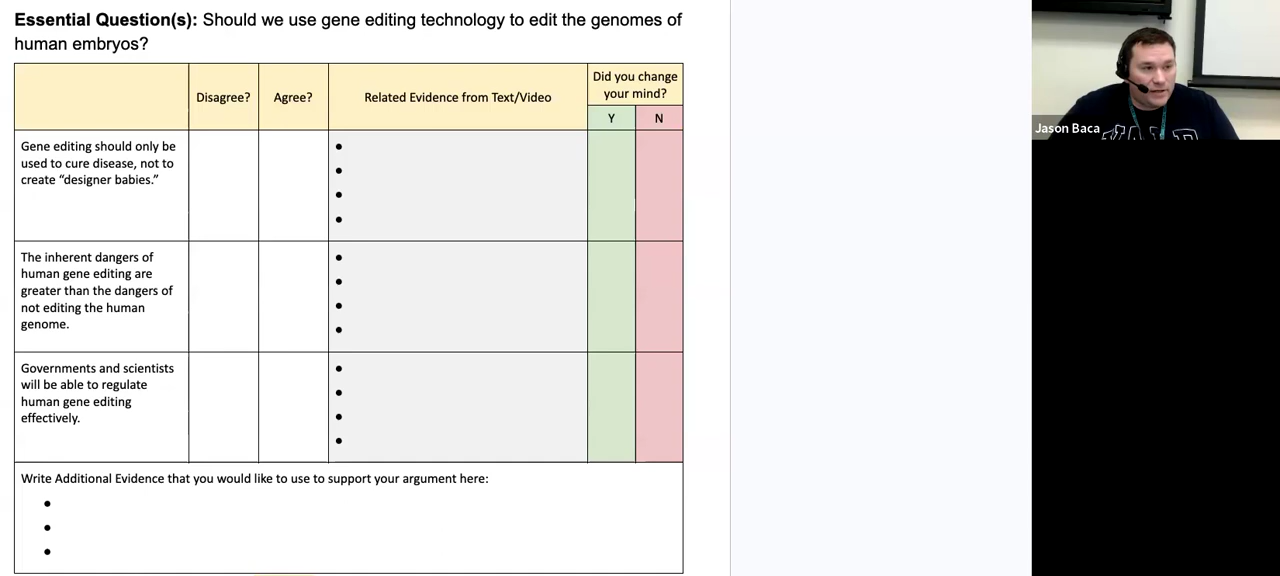 Essential Question(s): Should we use gene editing technology to edit the genomes of
human embryos?
Disagree?
Agree?
Related Evidence from Text/Video
Did you change
your mind?
Y
N
Gene editing should only be
used to cure disease, not to
create “designer babies.”
The inherent dangers of
human gene editing are
greater than the dangers of
not editing the human
genome.
Governments and scientists
will be able to regulate
human gene editing
effectively.
Write Additional Evidence that you would like to use to support your argument here:
Jason Baca